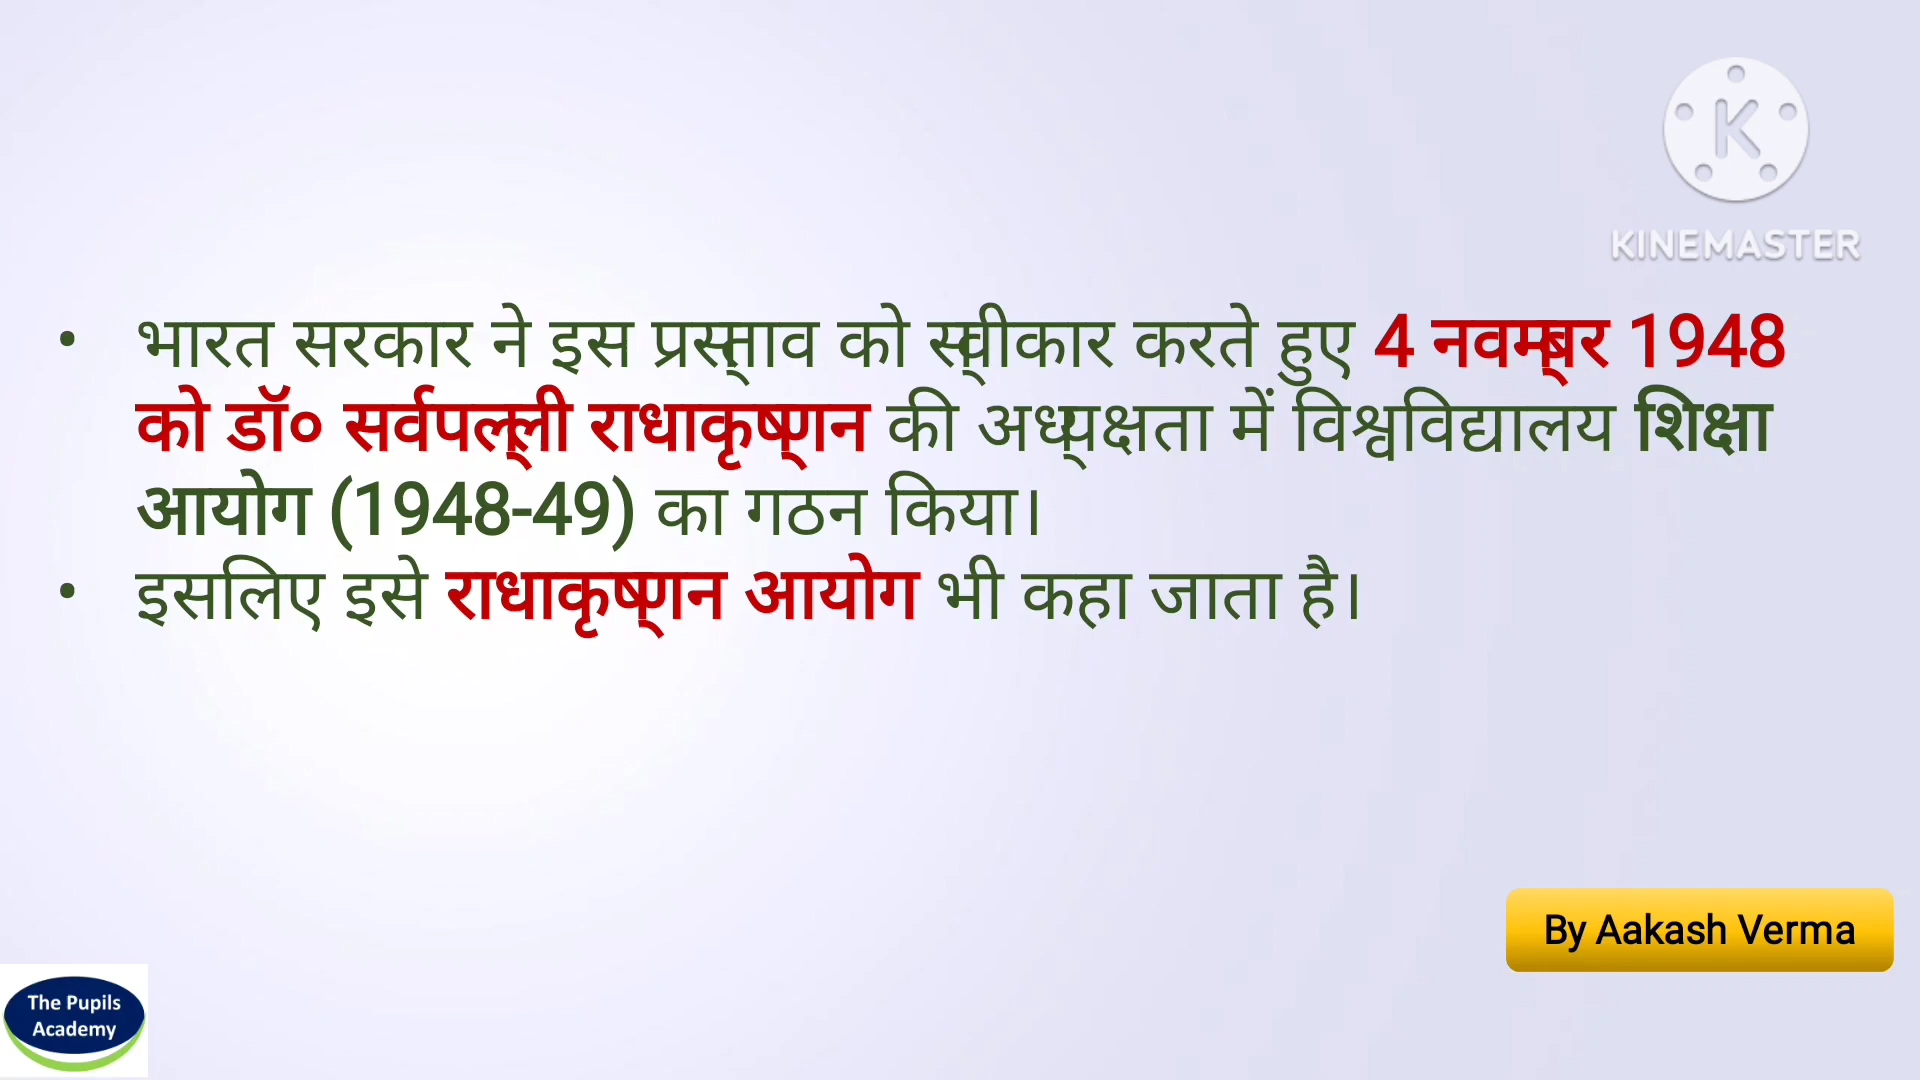 KINEMASTER
• भारत सरकार ने इस प्रस्ताव को स्वीकार करते हुए 4 नवम्बर 1948
को डॉ० सर्वपल्ली राधाकृष्णन की अध्यक्षता में विश्वविद्यालय शिक्षा
आयोग (1948-49) का गठन किया।
• इसलिए इसे राधाकृष्णन आयोग भी कहा जाता है।
By Aakash Verma
The Pupils
Academy